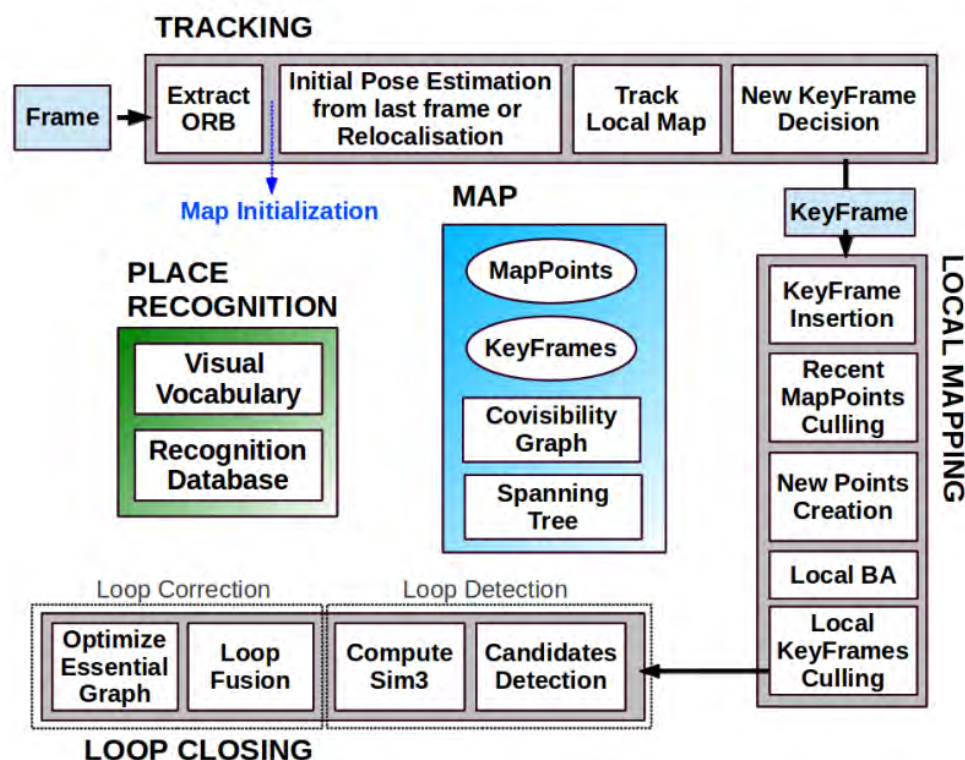 TRACKING
Frame
Extract
ORB
Initial Pose Estimation
from last frame or
Relocalisation
Track
Local Map
New KeyFrame
Decision
Map Initialization
MAP
KeyFrame
PLACE
RECOGNITION
Visual
Vocabulary
Recognition
Database
MapPoints
KeyFrames
Covisibility
Graph
Spanning
Tree
LOCAL MAPPING
KeyFrame
Insertion
Recent
MapPoints
Culling
New Points
Creation
Local BA
Local
KeyFrames
Culling
Loop Correction
Loop Detection
Optimize
Essential
Graph
Loop
Fusion
Compute
Sim3
Candidates
Detection
LOOP CLOSING